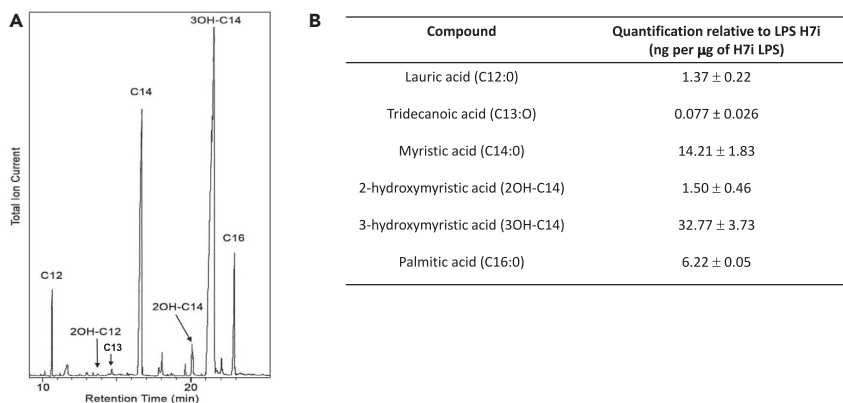 A
3OH-C14
C14
C16
C12
2OH-C14
2OH-C12
C13
Total Ion Current
10
20
Retention Time (min)
B
Compound
Quantification relative to LPS H7i
(ng per µg of H7i LPS)
Lauric acid (C12:0)
1.37 ± 0.22
Tridecanoic acid (C13:O)
0.077 ± 0.026
Myristic acid (C14:0)
14.21 ± 1.83
2-hydroxymyristic acid (2OH-C14)
1.50 ± 0.46
3-hydroxymyristic acid (3OH-C14)
32.77 ± 3.73
Palmitic acid (C16:0)
6.22 ± 0.05